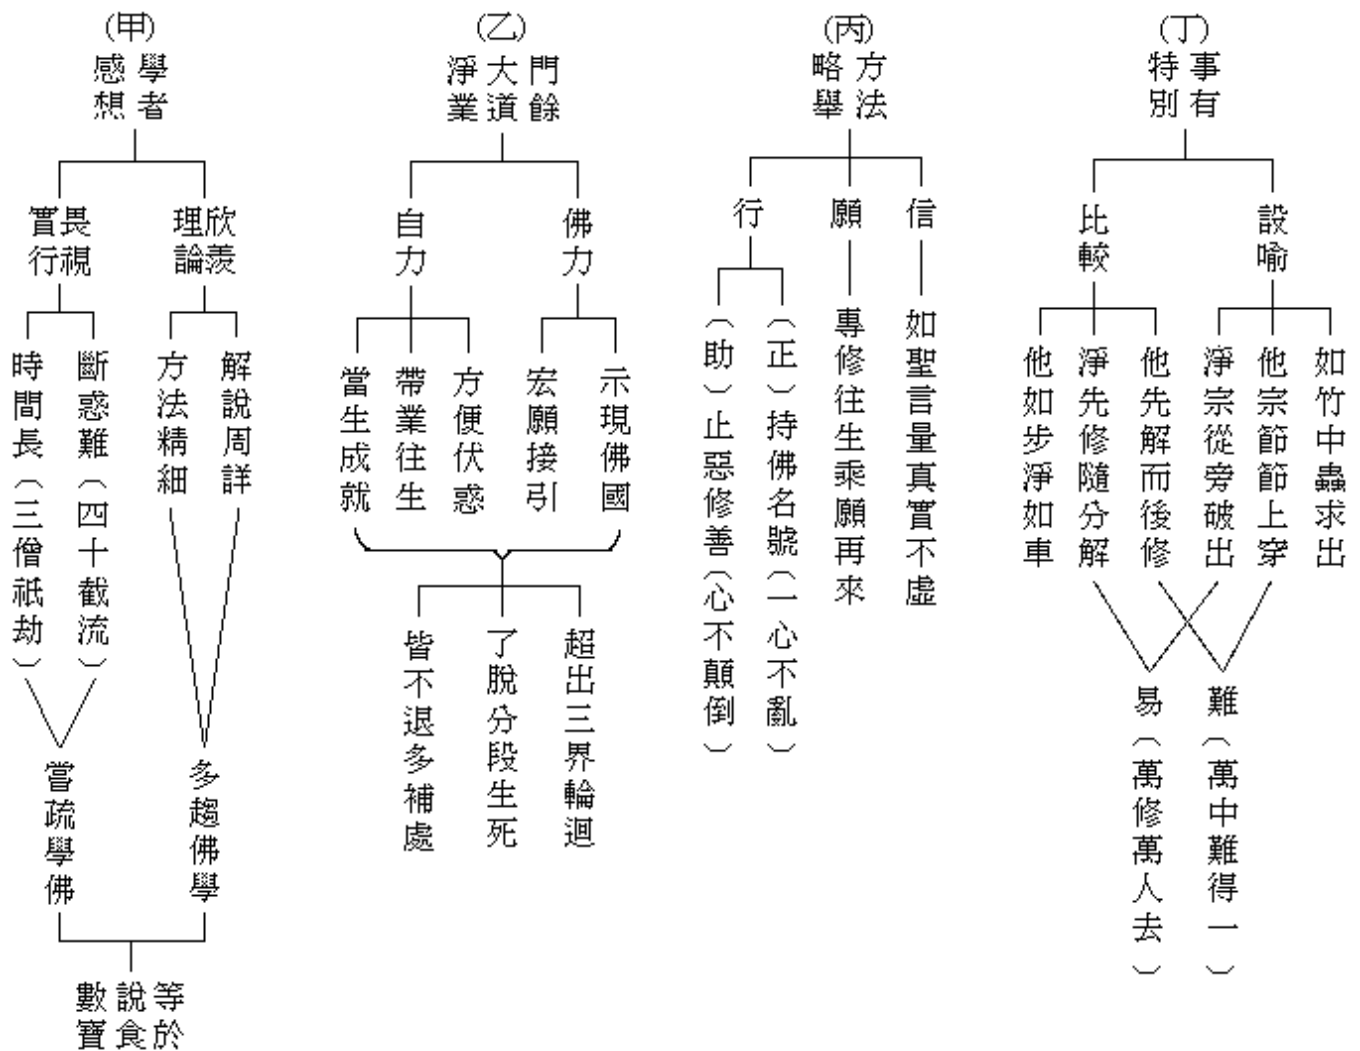 (甲)
學者
感想
欣羨
理論
解說周詳
方法精細
多趨佛學
畏視
實行
斷惑難(四十截流)
時間長(三僧祇劫)
當疏學佛
等於
說食
數寶
(乙)
門餘
大道
淨業
佛力
示現佛國
宏願接引
自力
方便伏惑
帶業往生
當生成就
超出三界輪迴
了脫分段生死
皆不退多補處
(丙)
方法
略舉
信
如聖言量真實不虛
願
專修往生乘願再來
行
(正)持佛名號(一心不亂)
(助)止惡修善(心不顛倒)
(丁)
事有
特別
設喻
如竹中蟲求出
他宗節節上穿
淨宗從旁破出
比較
他先解而後修
淨先修隨分解
他如步淨如車
難(萬中難得一)
易(萬修萬人去)